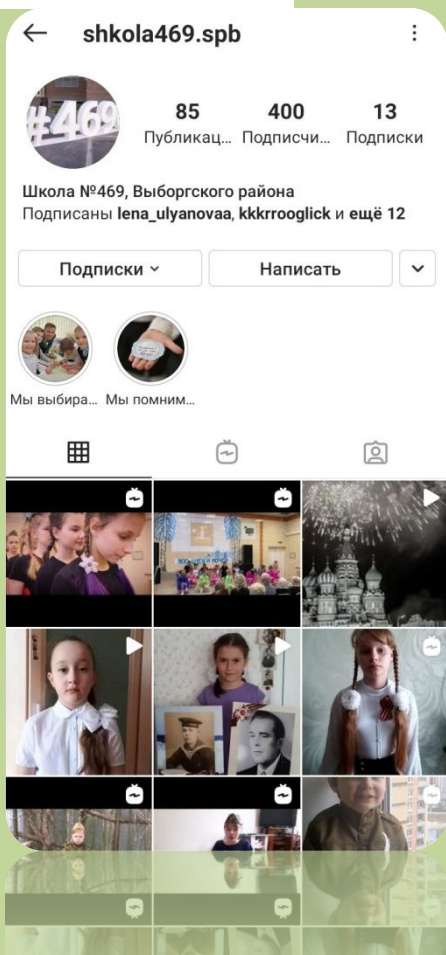 shkola469.spb
#469
85 400 13
Публикац... Подписчи... Подписки
Школа №469, Выборгского района
Подписаны lena_ulyanovaa, kkkrrooglick и ещё 12
Подписки Написать
Мы выбира... Мы помним...